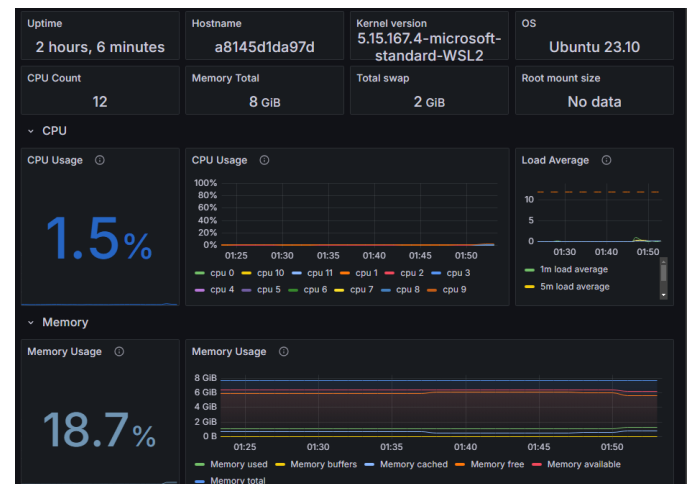 Uptime
2 hours, 6 minutes
Hostname
a8145d1da97d
Kernel version
5.15.167.4-microsoft-
standard-WSL2
OS
Ubuntu 23.10
CPU Count
12
Memory Total
8 GiB
Total swap
2 GiB
Root mount size
No data
CPU
CPU Usage
1.5%
CPU Usage
100%
80%
60%
40%
20%
0%
01:25 01:30 01:35 01:40 01:45 01:50
cpu 0 cpu 10 cpu 11 cpu 1 cpu 2 cpu 3
cpu 4 cpu 5 cpu 6 cpu 7 cpu 8 cpu 9
Load Average
10
5
0
01:30 01:40 01:50
1m load average
5m load average
Memory
Memory Usage
18.7%
Memory Usage
8 GiB
6 GiB
4 GiB
2 GiB
0 B
01:25 01:30 01:35 01:40 01:45 01:50
Memory used Memory buffers Memory cached Memory free Memory available
Memory total